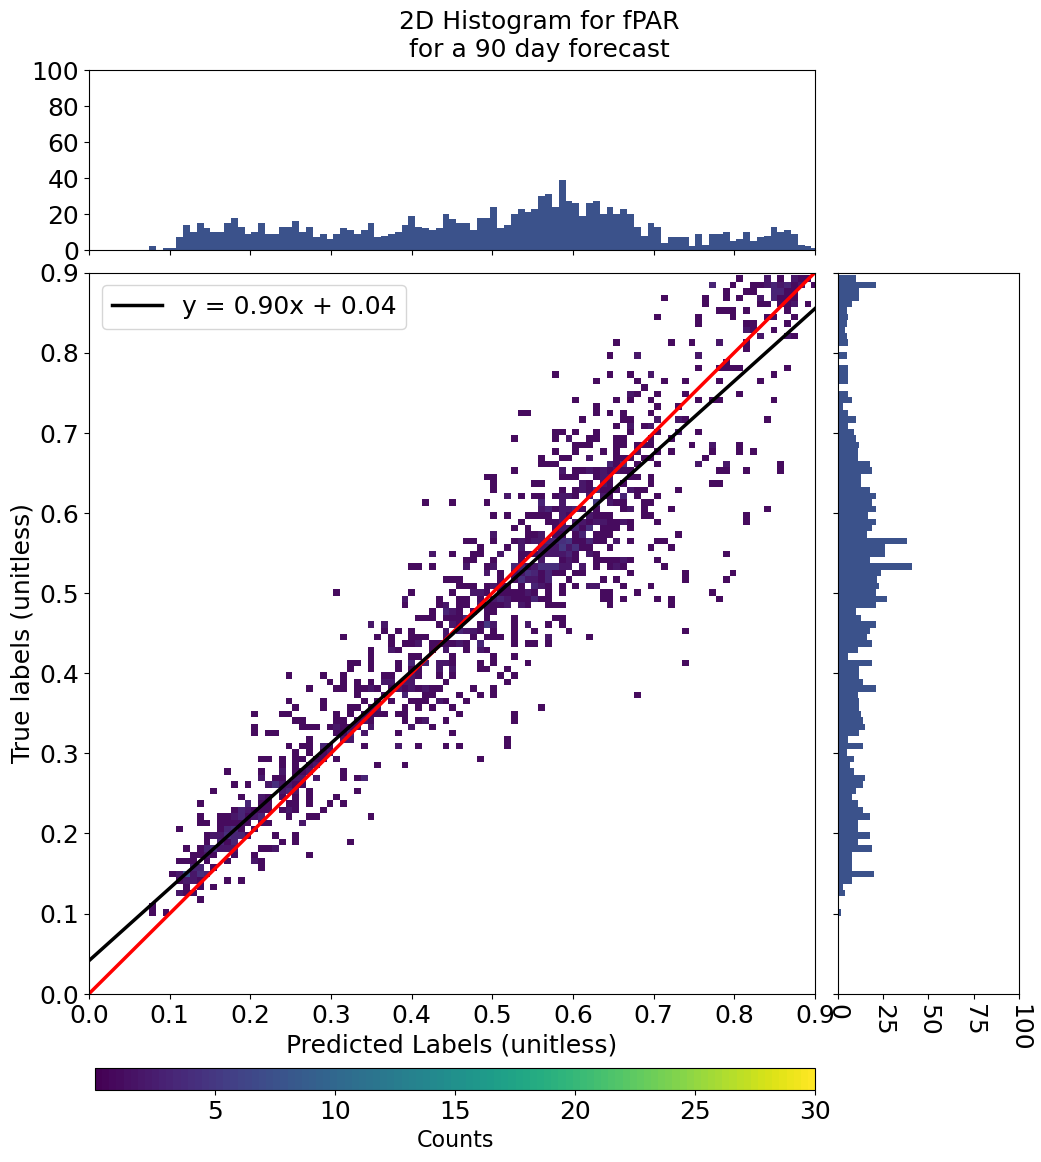 2D Histogram for fPAR
for a 90 day forecast
100
80
60
40
20
0
0.9
0.8
0.7
0.6
0.5
0.4
0.3
0.2
0.1
0.0
True labels (unitless)
y = 0.90x + 0.04
0.0 0.1 0.2 0.3 0.4 0.5 0.6 0.7 0.8 0.9
Predicted Labels (unitless)
0 25 50 75 100
5 10 15 20 25 30
Counts